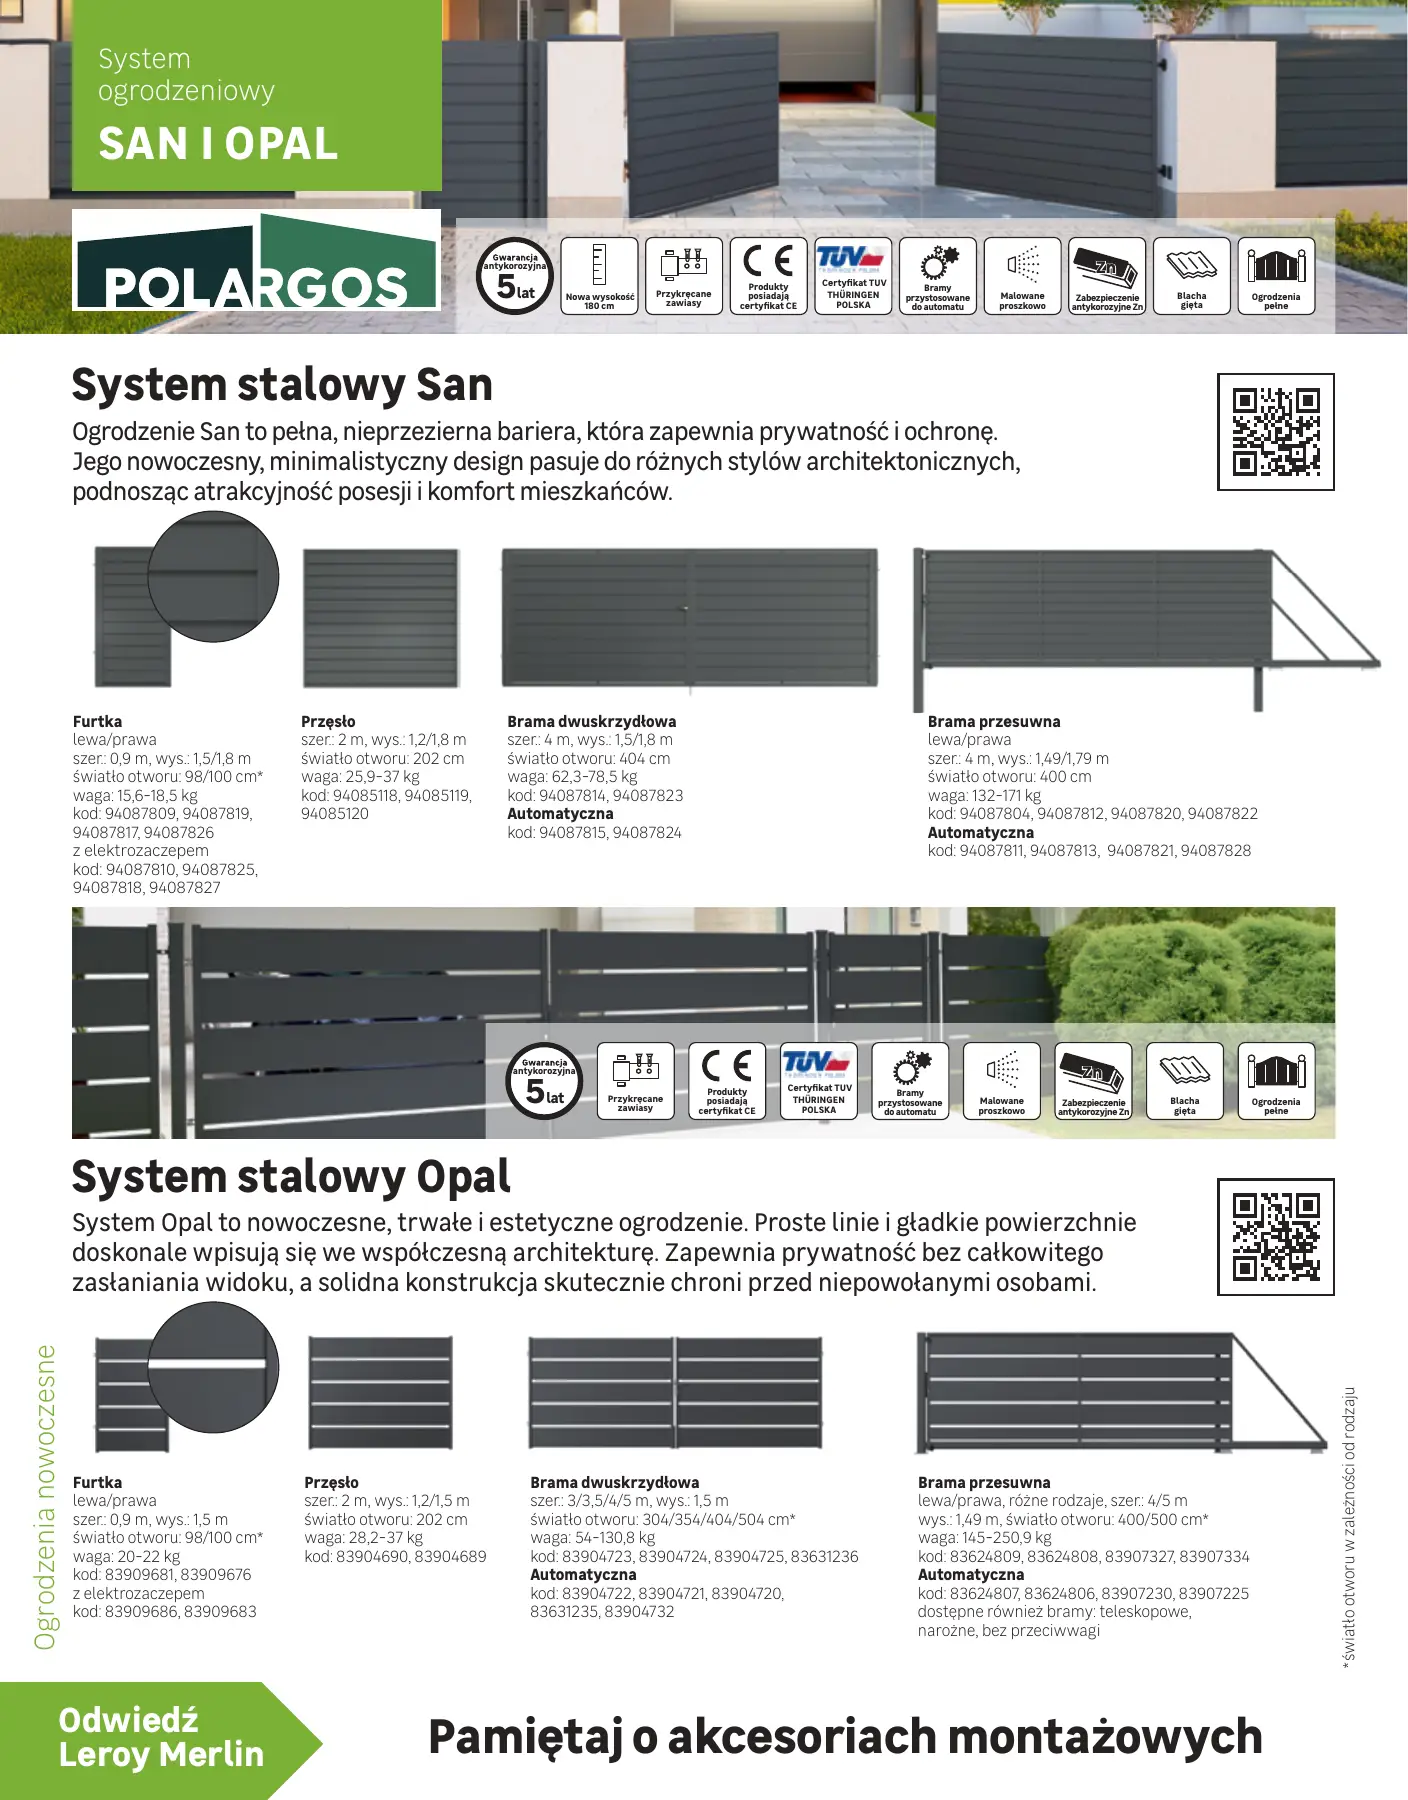 System
ogrodzeniowy
SAN I OPAL
POLARGOS
Gwarancja
antykorozyjna
5 lat
Nowa wysokość
180 cm
Przykręcane
zawiasy
CE
Produkty
posiadają
certyfikat CE
TÜV
THÜRINGEN POLSKA
Certyfikat TUV
THÜRINGEN
POLSKA
Bramy
przystosowane
do automatu
Malowane
proszkowo
Zn
Zabezpieczenie
antykorozyjne Zn
Blacha
gięta
Ogrodzenia
pełne
System stalowy San
Ogrodzenie San to pełna, nieprzezierna bariera, która zapewnia prywatność i ochronę.
Jego nowoczesny, minimalistyczny design pasuje do różnych stylów architektonicznych,
podnosząc atrakcyjność posesji i komfort mieszkańców.
Furtka
lewa/prawa
szer.: 0,9 m, wys.: 1,5/1,8 m
światło otworu: 98/100 cm*
waga: 15,6-18,5 kg
kod: 94087809, 94087819,
94087817, 94087826
z elektrozaczepem
kod: 94087810, 94087825,
94087818, 94087827
Przęsło
szer.: 2 m, wys.: 1,2/1,8 m
światło otworu: 202 cm
waga: 25,9-37 kg
kod: 94085118, 94085119,
94085120
Brama dwuskrzydłowa
szer.: 4 m, wys.: 1,5/1,8 m
światło otworu: 404 cm
waga: 62,3-78,5 kg
kod: 94087814, 94087823
Automatyczna
kod: 94087815, 94087824
Brama przesuwna
lewa/prawa
szer.: 4 m, wys.: 1,49/1,79 m
światło otworu: 400 cm
waga: 132-171 kg
kod: 94087804, 94087812, 94087820, 94087822
Automatyczna
kod: 94087811, 94087813, 94087821, 94087828
Gwarancja
antykorozyjna
5 lat
Przykręcane
zawiasy
CE
Produkty
posiadają
certyfikat CE
TÜV
THÜRINGEN POLSKA
Certyfikat TUV
THÜRINGEN
POLSKA
Bramy
przystosowane
do automatu
Malowane
proszkowo
Zn
Zabezpieczenie
antykorozyjne Zn
Blacha
gięta
Ogrodzenia
pełne
System stalowy Opal
System Opal to nowoczesne, trwałe i estetyczne ogrodzenie. Proste linie i gładkie powierzchnie
doskonale wpisują się we współczesną architekturę. Zapewnia prywatność bez całkowitego
zasłaniania widoku, a solidna konstrukcja skutecznie chroni przed niepowołanymi osobami.
Furtka
lewa/prawa
szer.: 0,9 m, wys.: 1,5 m
światło otworu: 98/100 cm*
waga: 20-22 kg
kod: 83909681, 83909676
z elektrozaczepem
kod: 83909686, 83909683
Przęsło
szer.: 2 m, wys.: 1,2/1,5 m
światło otworu: 202 cm
waga: 28,2-37 kg
kod: 83904690, 83904689
Brama dwuskrzydłowa
szer.: 3/3,5/4/5 m, wys.: 1,5 m
światło otworu: 304/354/404/504 cm*
waga: 54-130,8 kg
kod: 83904723, 83904724, 83904725, 83631236
Automatyczna
kod: 83904722, 83904721, 83904720,
83631235, 83904732
Brama przesuwna
lewa/prawa, różne rodzaje, szer.: 4/5 m
wys.: 1,49 m, światło otworu: 400/500 cm*
waga: 145-250,9 kg
kod: 83624809, 83624808, 83907327, 83907334
Automatyczna
kod: 83624807, 83624806, 83907230, 83907225
dostępne również bramy: teleskopowe,
narożne, bez przeciwwagi
Ogrodzenia nowoczesne
*światło otworu w zależności od rodzaju
Odwiedź
Leroy Merlin
Pamiętaj o akcesoriach montażowych